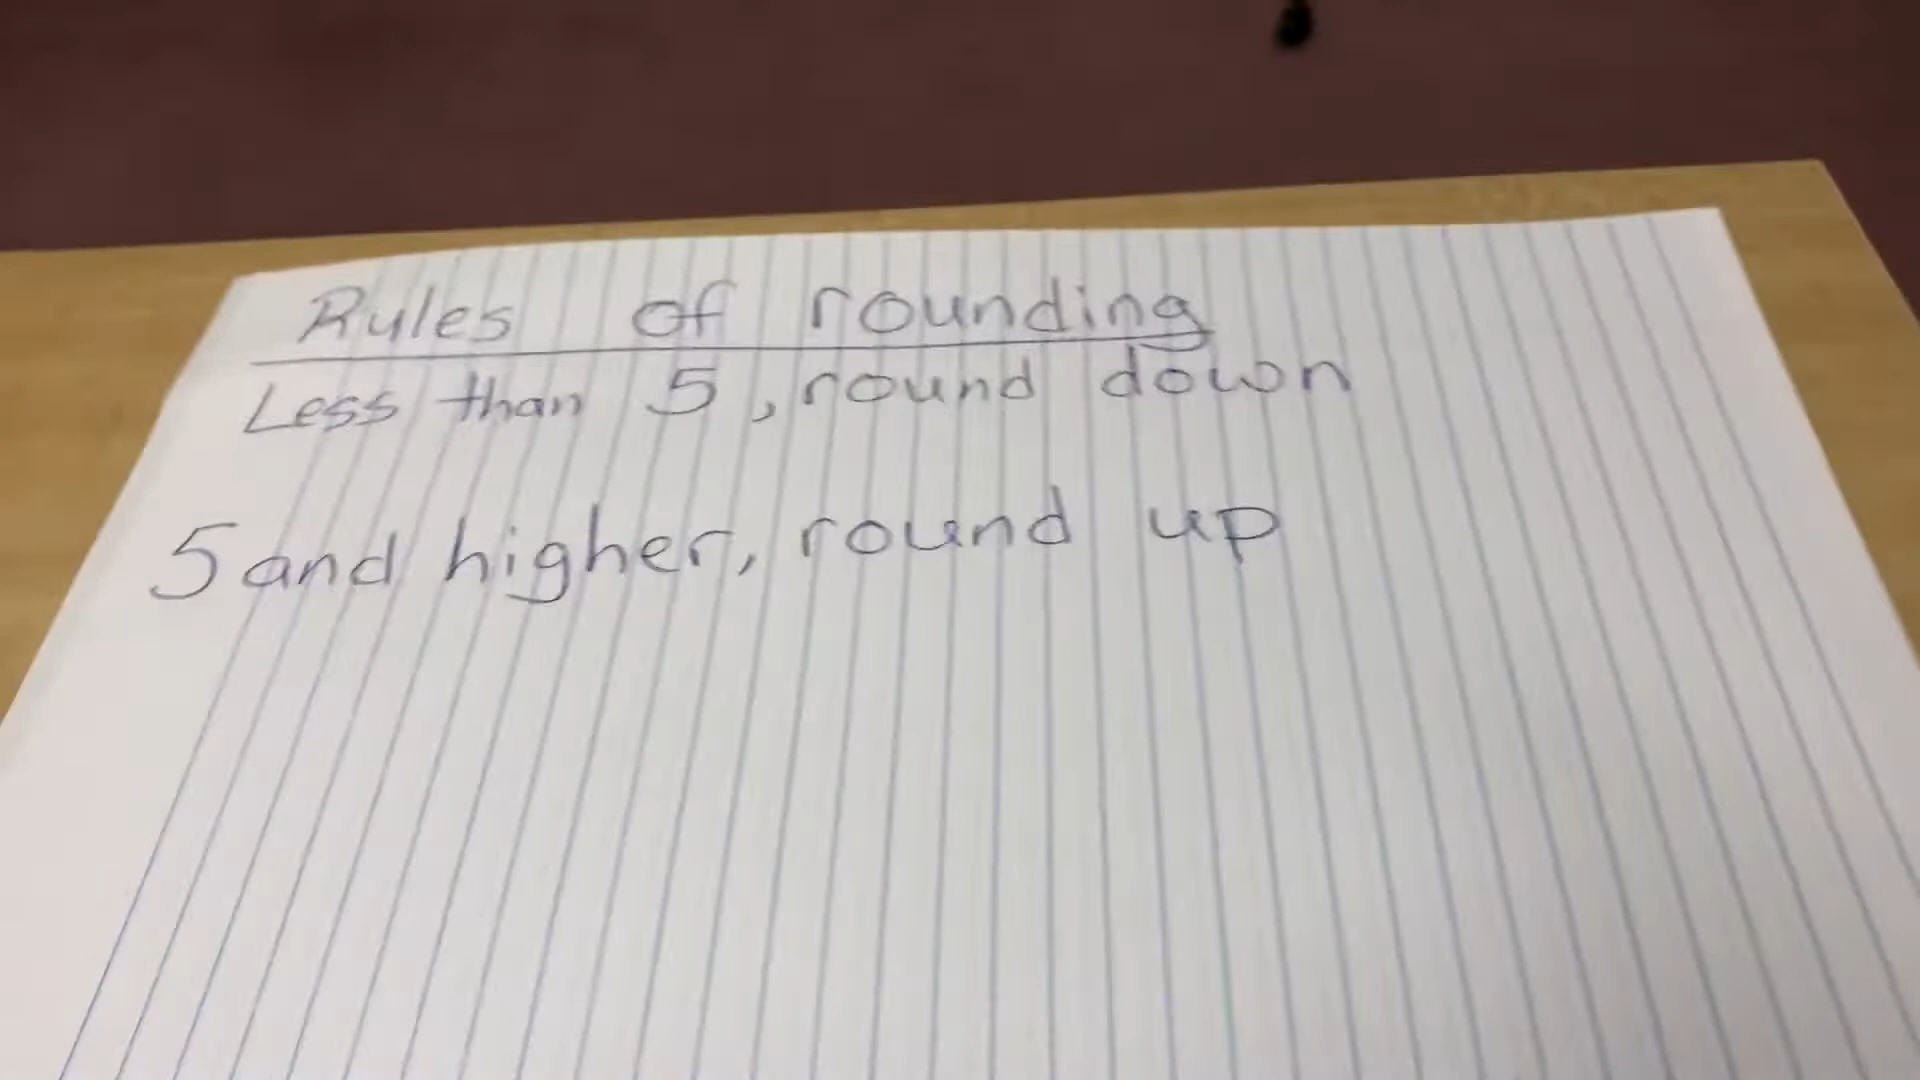 Rules of rounding
Less than 5, round down
5 and higher, round up